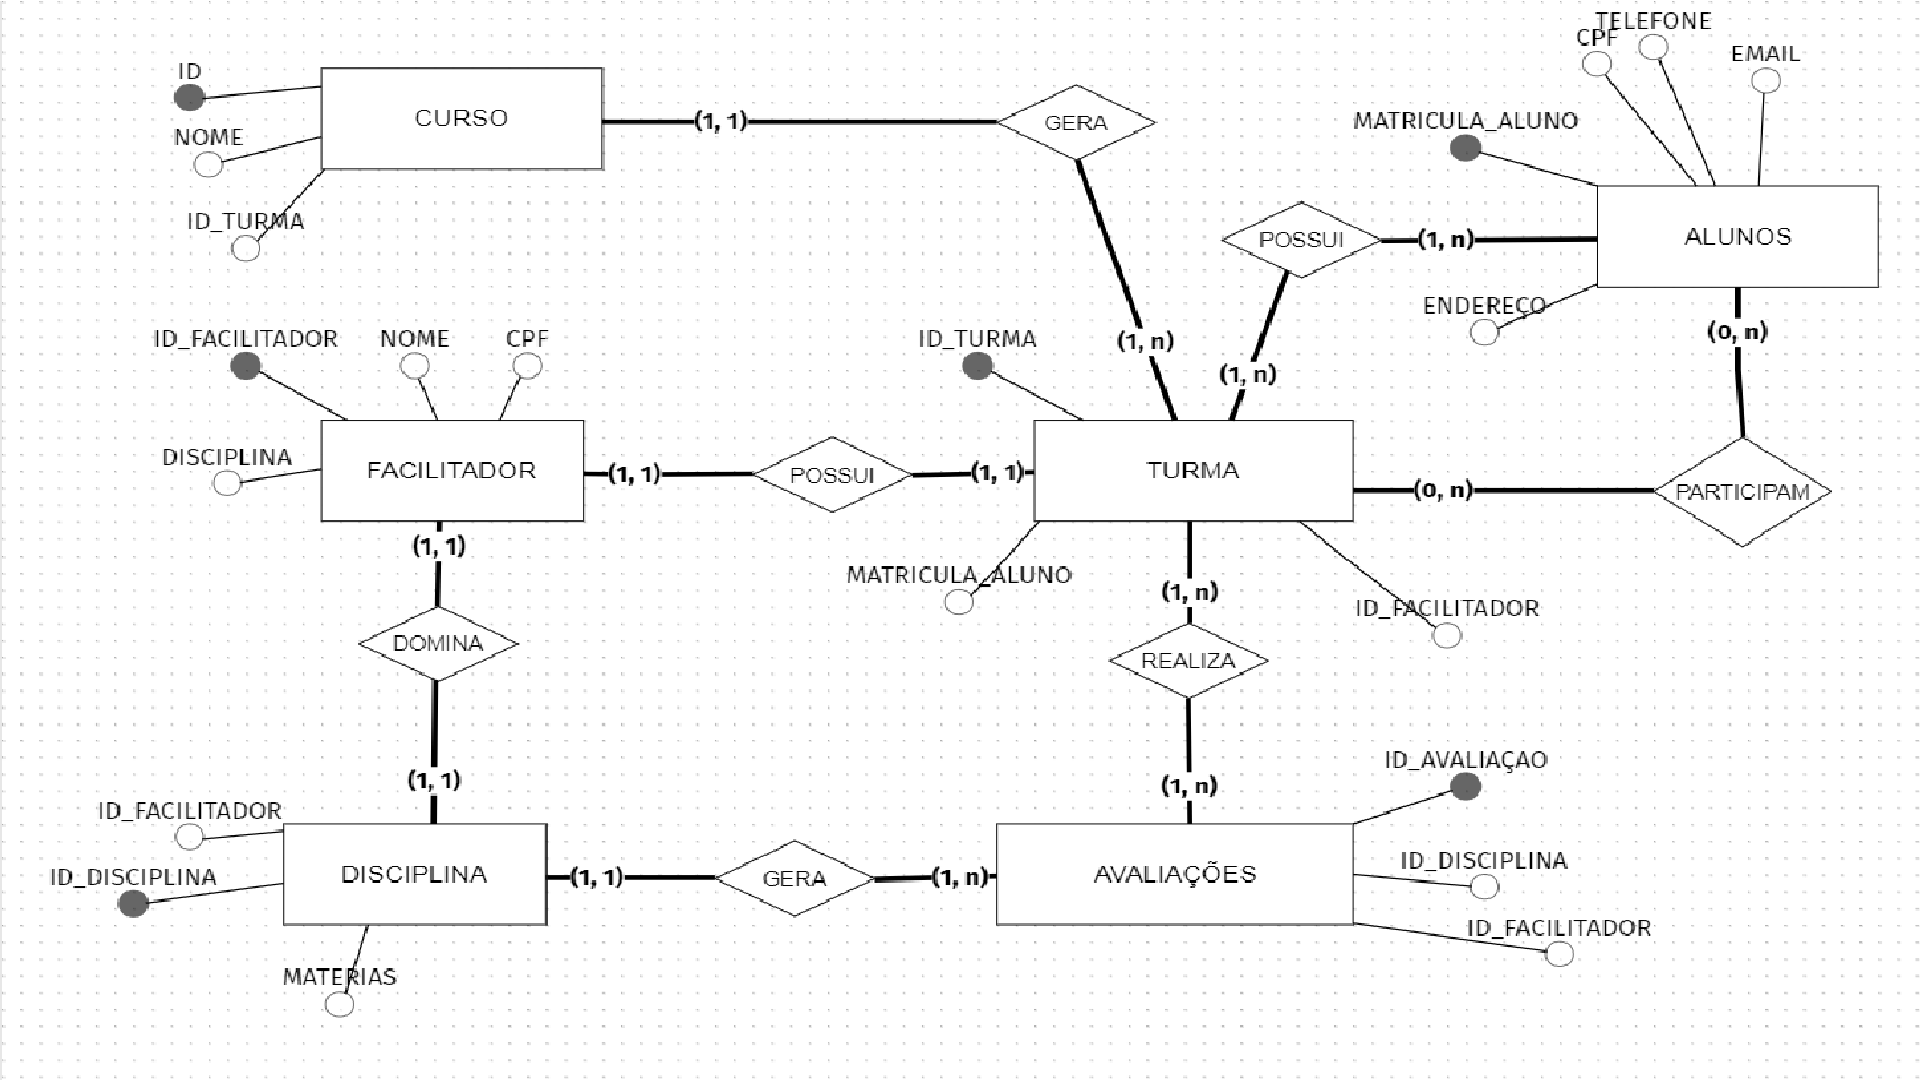 TELEFONE
CPF
EMAIL
ID
CURSO
(1, 1)
GERA
MATRICULA_ALUNO
NOME
ID_TURMA
POSSUI
(1, n)
ALUNOS
ENDERECO
(0, n)
ID_FACILITADOR
NOME
CPF
ID_TURMA
(1, n)
(1, n)
DISCIPLINA
FACILITADOR
(1, 1)
POSSUI
(1, 1)
TURMA
(0, n)
PARTICIPAM
(1, 1)
MATRICULA_ALUNO
(1, n)
ID_FACILITADOR
DOMINA
REALIZA
(1, 1)
(1, n)
ID_AVALIAÇAO
ID_FACILITADOR
ID_DISCIPLINA
DISCIPLINA
(1, 1)
GERA
(1, n)
AVALIAÇÕES
ID_DISCIPLINA
ID_FACILITADOR
MATERIAS